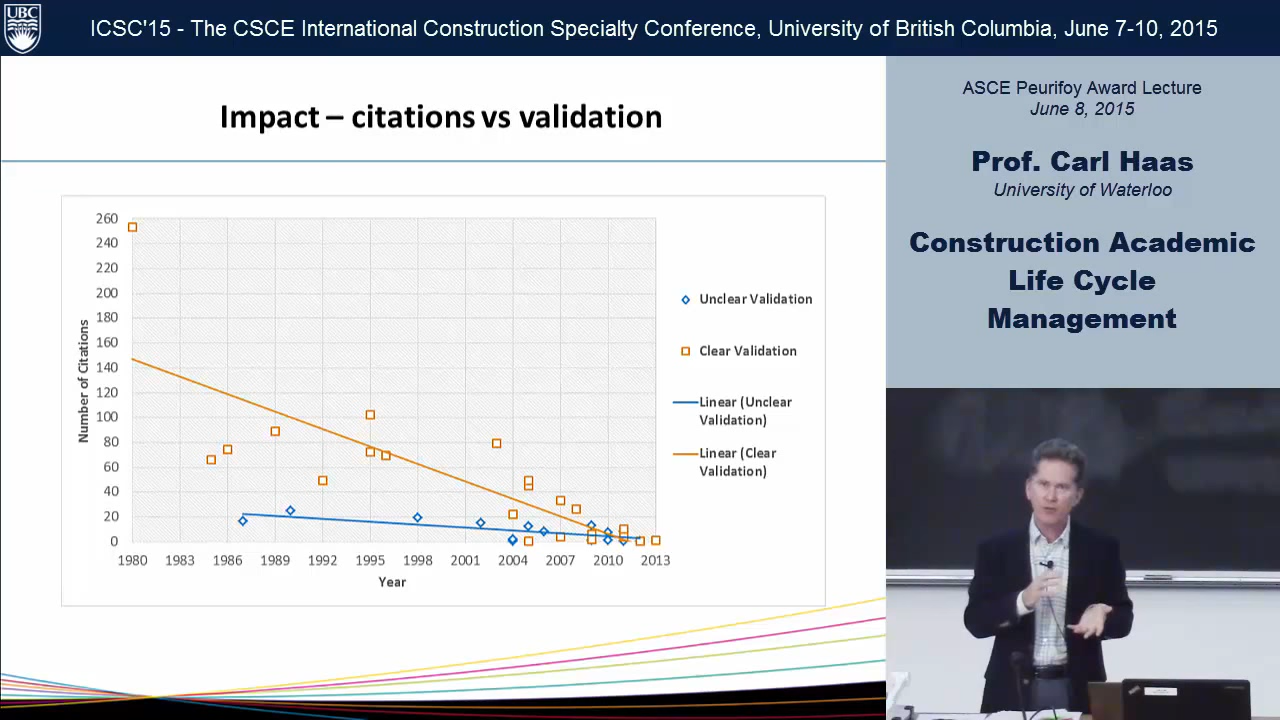 UBC
ICSC'15 - The CSCE International Construction Specialty Conference, University of British Columbia, June 7-10, 2015
Impact – citations vs validation
260
240
220
200
180
160
140
120
100
80
60
40
20
0
Number of Citations
1980 1983 1986 1989 1992 1995 1998 2001 2004 2007 2010 2013
Year
Unclear Validation
Clear Validation
Linear (Unclear
Validation)
Linear (Clear
Validation)
ASCE Peurifoy Award Lecture
June 8, 2015
Prof. Carl Haas
University of Waterloo
Construction Academic
Life Cycle
Management